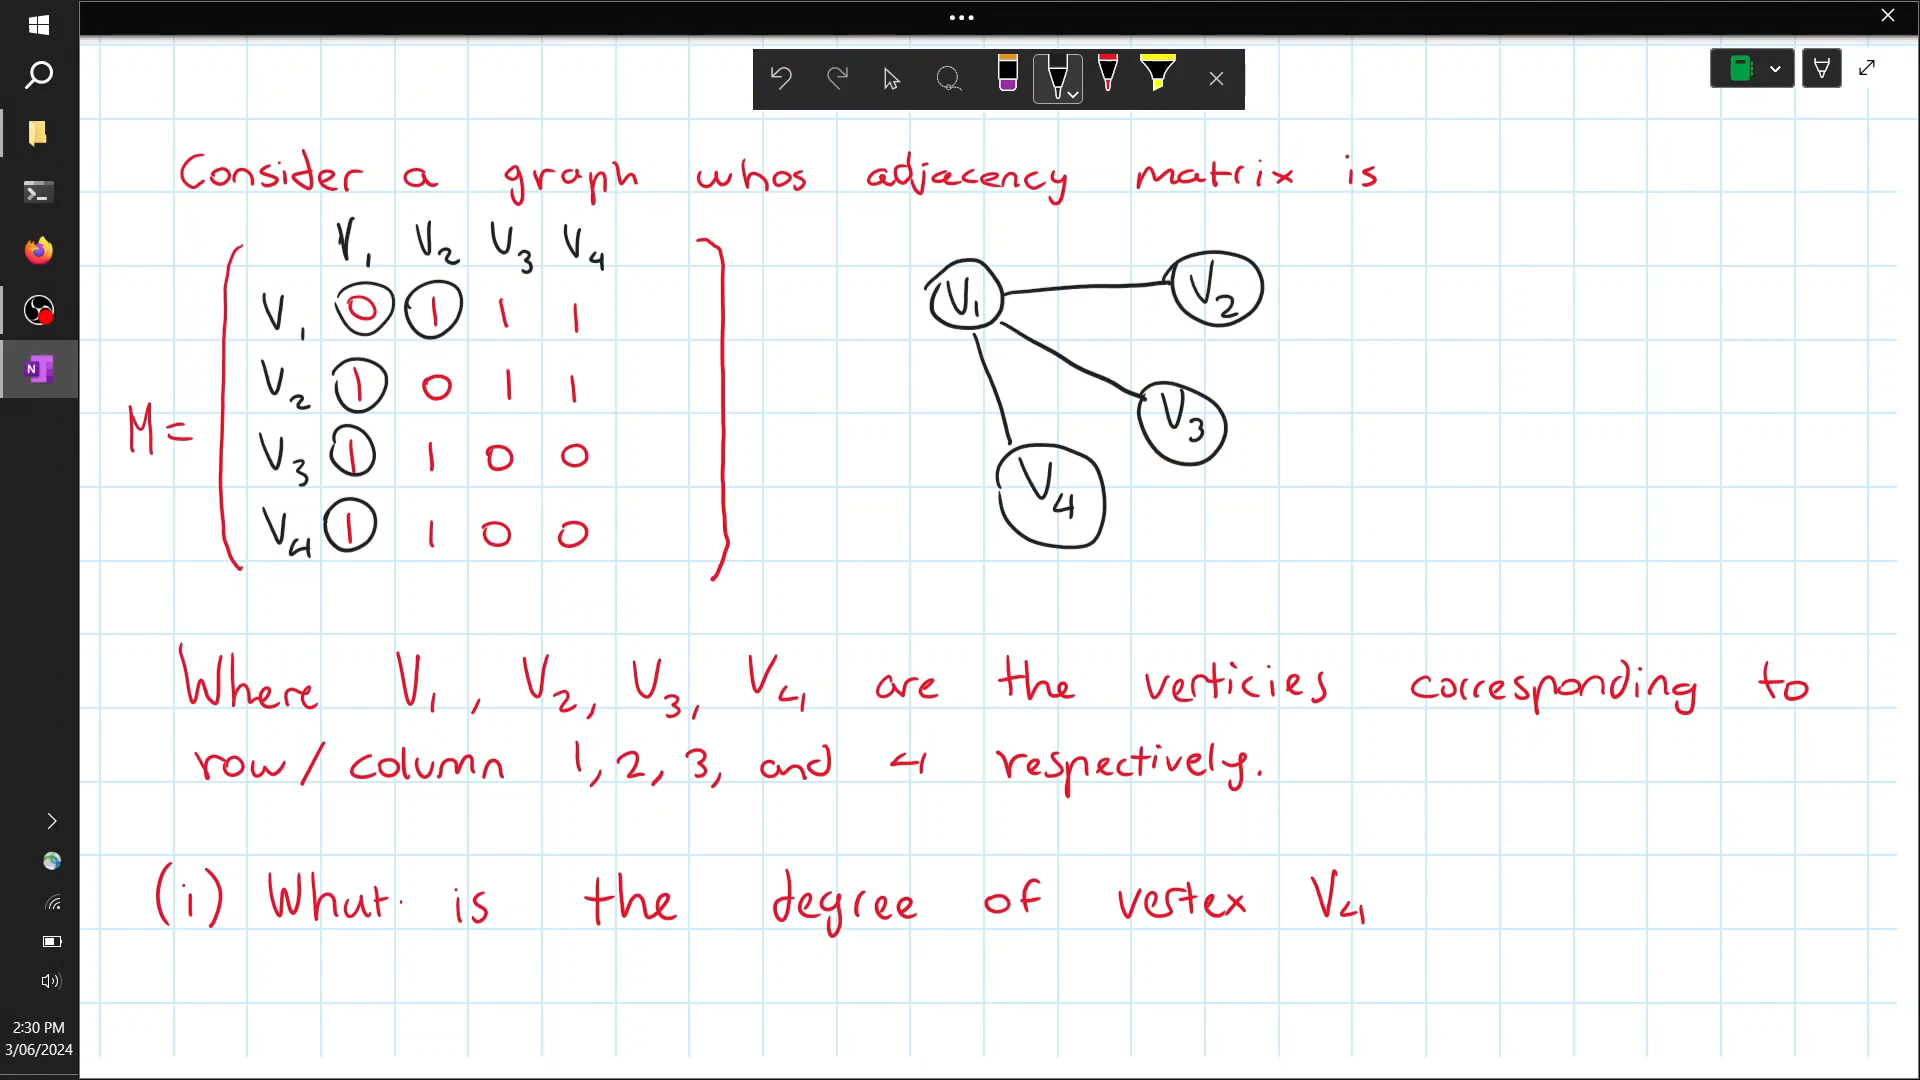 Consider a graph whos adjacency matrix is
V1 V2 V3 V4
V1 0 1 1 1
V2 1 0 1 1
M=
V3 1 1 0 0
V4 1 1 0 0
V1 V2
V3
V4
Where V1, V2, V3, V4 are the verticies corresponding to
row/column 1, 2, 3, and 4 respectively.
(i) What is the degree of vertex V4
N
2:30 PM
3/06/2024